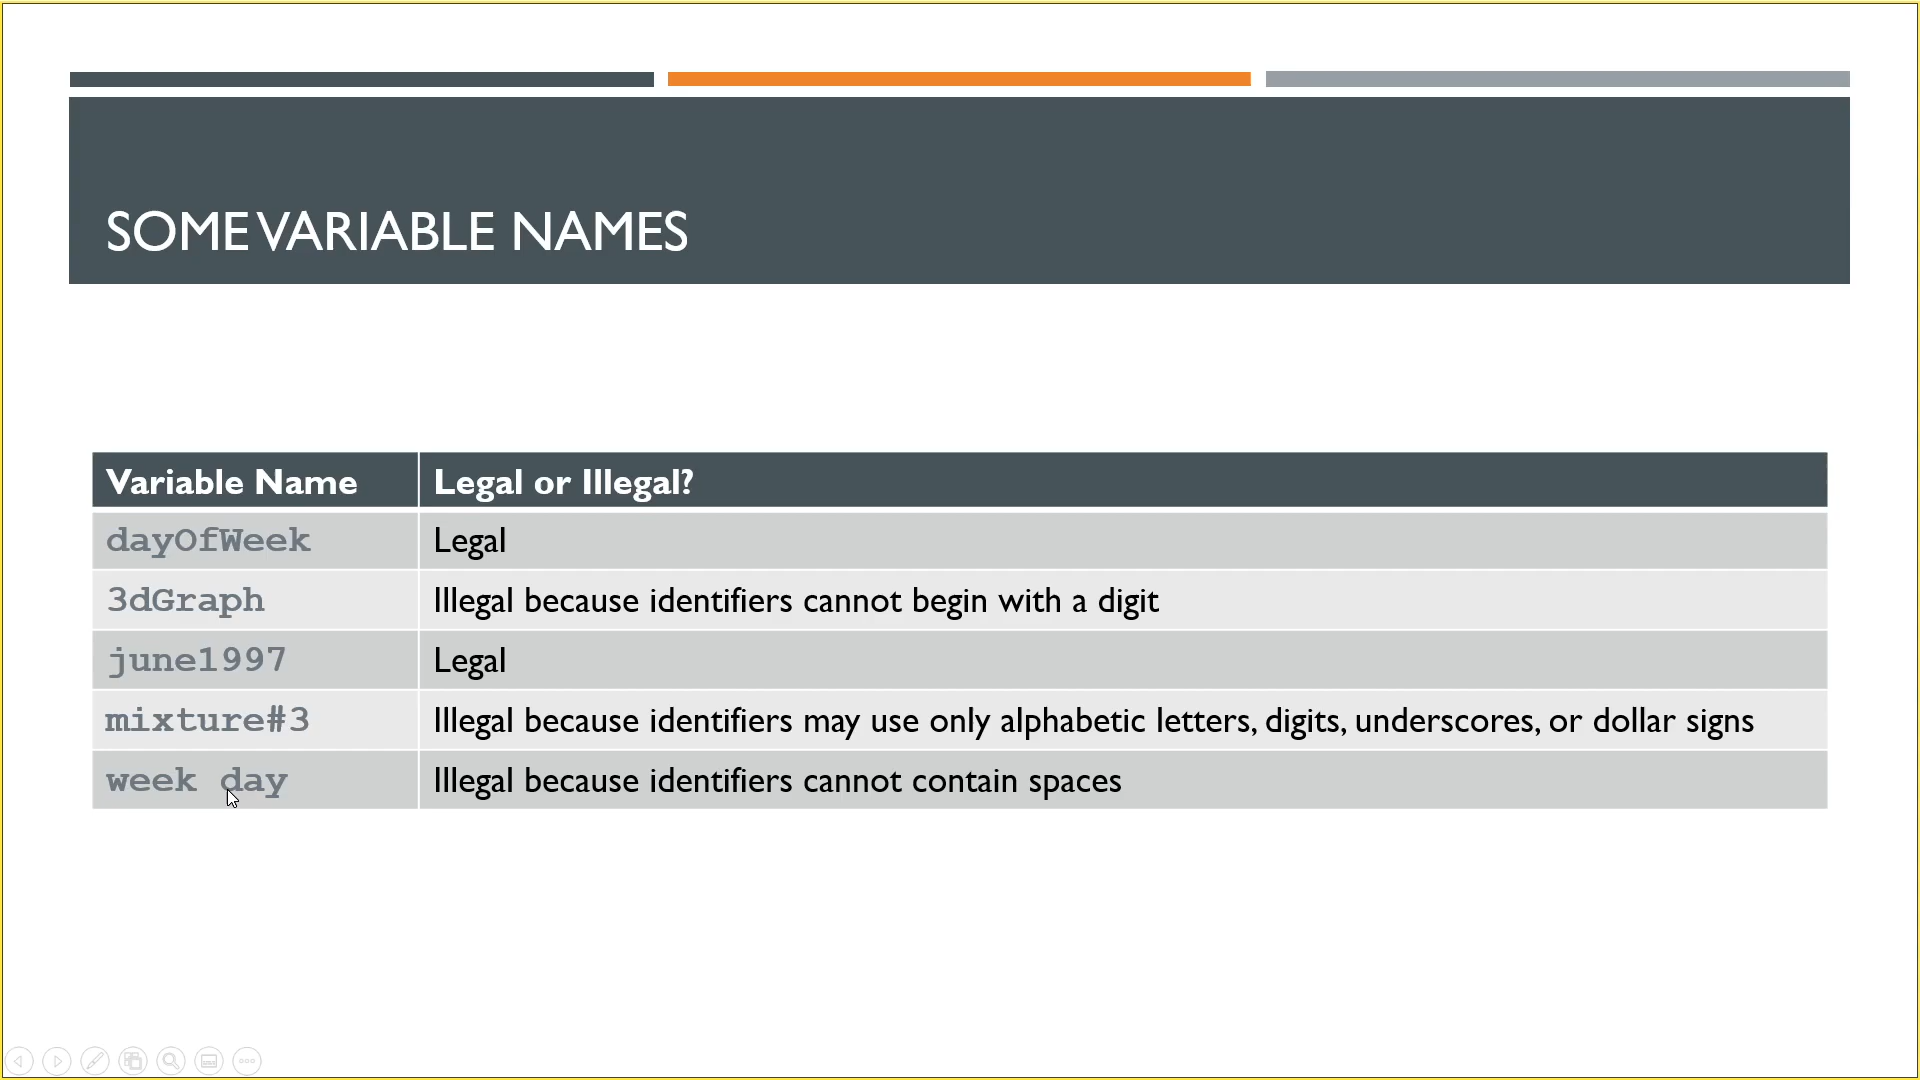 SOME VARIABLE NAMES
Variable Name Legal or Illegal?
dayOfWeek Legal
3dGraph Illegal because identifiers cannot begin with a digit
june1997 Legal
mixture#3 Illegal because identifiers may use only alphabetic letters, digits, underscores, or dollar signs
week day Illegal because identifiers cannot contain spaces